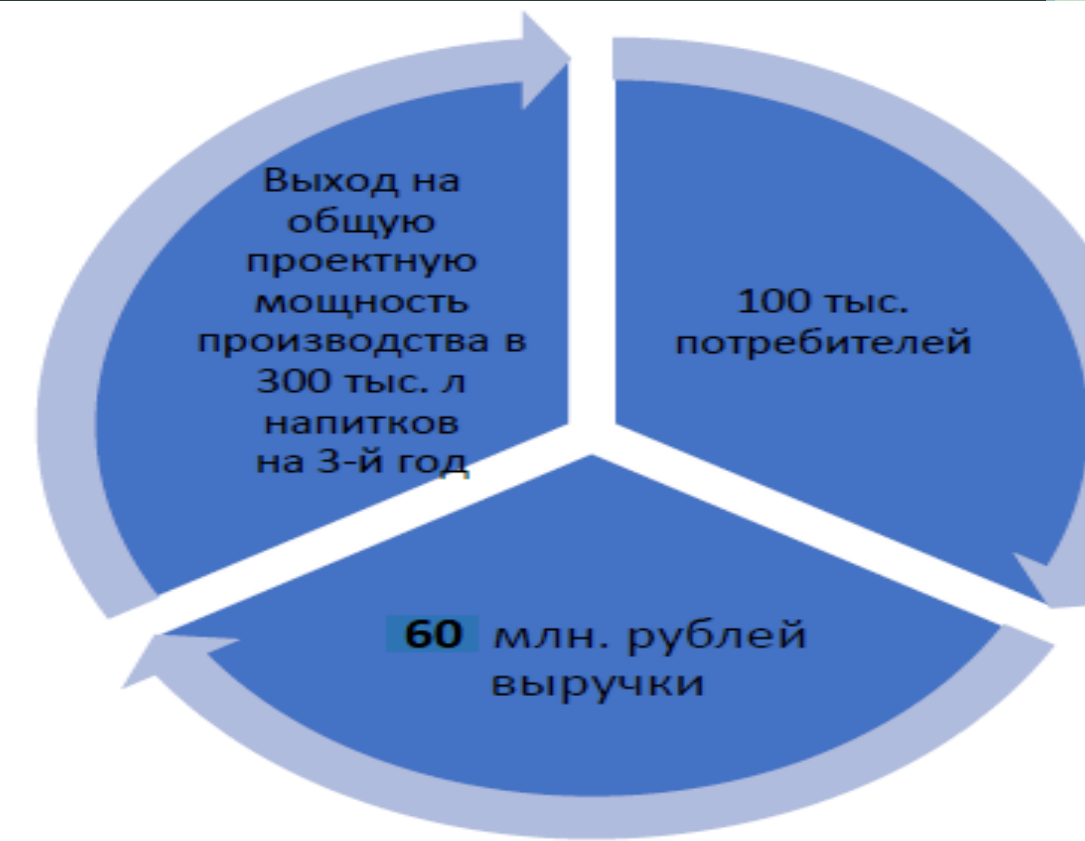 Выход на
общую
проектную
мощность
производства в
300 тыс. л
напитков
на 3-й год
100 тыс.
потребителей
60 млн. рублей
выручки